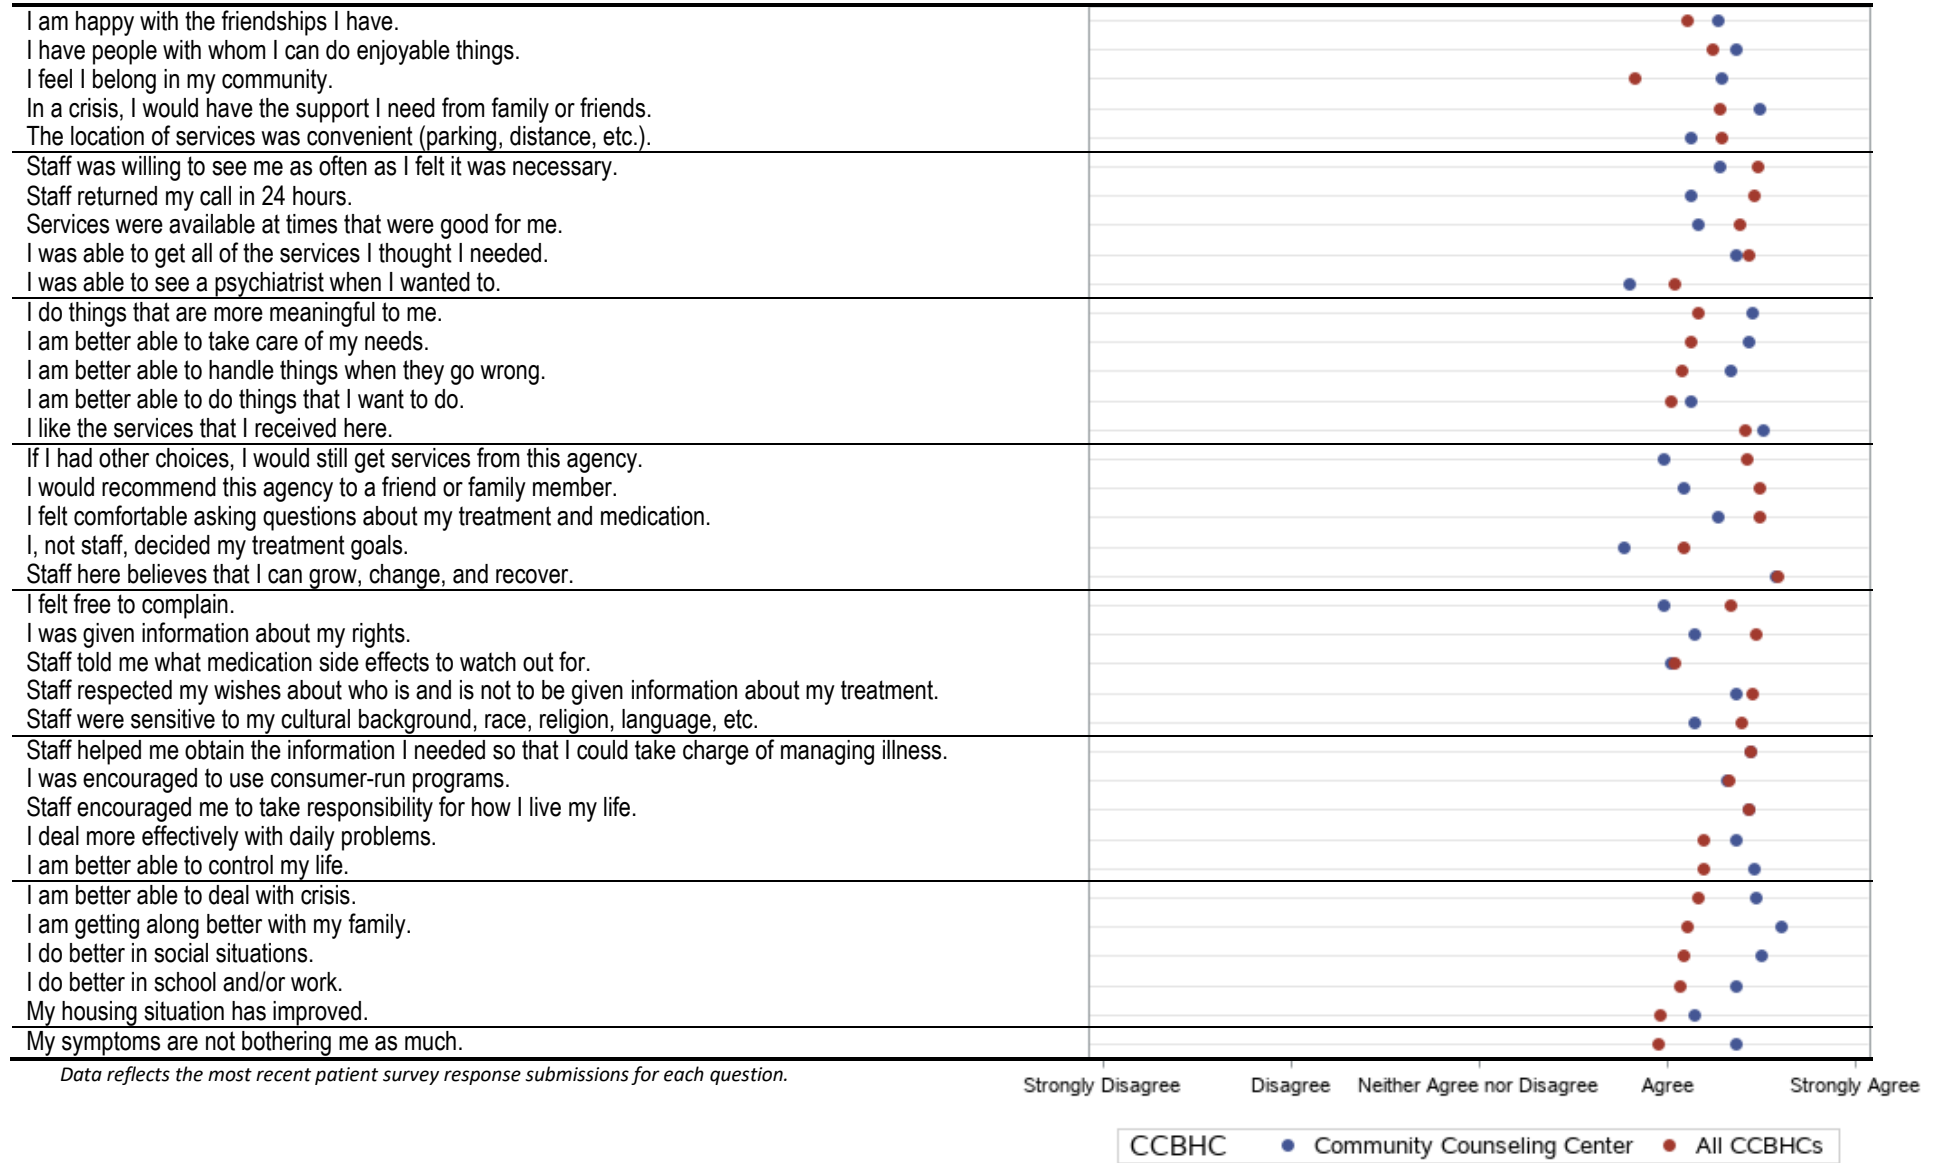 I am happy with the friendships I have.
I have people with whom I can do enjoyable things.
I feel I belong in my community.
In a crisis, I would have the support I need from family or friends.
The location of services was convenient (parking, distance, etc.).
Staff was willing to see me as often as I felt it was necessary.
Staff returned my call in 24 hours.
Services were available at times that were good for me.
I was able to get all of the services I thought I needed.
I was able to see a psychiatrist when I wanted to.
I do things that are more meaningful to me.
I am better able to take care of my needs.
I am better able to handle things when they go wrong.
I am better able to do things that I want to do.
I like the services that I received here.
If I had other choices, I would still get services from this agency.
I would recommend this agency to a friend or family member.
I felt comfortable asking questions about my treatment and medication.
I, not staff, decided my treatment goals.
Staff here believes that I can grow, change, and recover.
I felt free to complain.
I was given information about my rights.
Staff told me what medication side effects to watch out for.
Staff respected my wishes about who is and is not to be given information about my treatment.
Staff were sensitive to my cultural background, race, religion, language, etc.
Staff helped me obtain the information I needed so that I could take charge of managing illness.
I was encouraged to use consumer-run programs.
Staff encouraged me to take responsibility for how I live my life.
I deal more effectively with daily problems.
I am better able to control my life.
I am better able to deal with crisis.
I am getting along better with my family.
I do better in social situations.
I do better in school and/or work.
My housing situation has improved.
My symptoms are not bothering me as much.
Data reflects the most recent patient survey response submissions for each question.
Strongly Disagree Disagree Neither Agree nor Disagree Agree Strongly Agree
CCBHC Community Counseling Center All CCBHCs